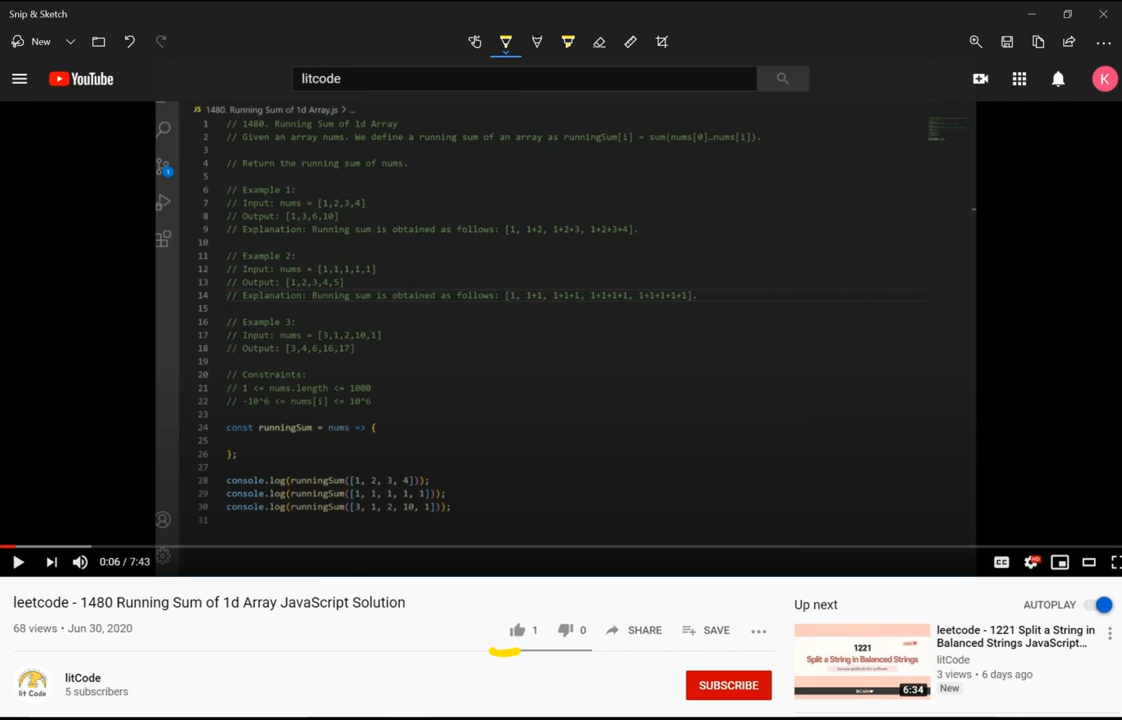 Snip & Sketch
New
YouTube
litcode
K
JS 1480. Running Sum of 1d Array.js > ...
1 // 1480. Running Sum of 1d Array
2 // Given an array nums. We define a running sum of an array as runningSum[i] = sum(nums[0]…nums[i]).
3
4 // Return the running sum of nums.
5
6 // Example 1:
7 // Input: nums = [1,2,3,4]
8 // Output: [1,3,6,10]
9 // Explanation: Running sum is obtained as follows: [1, 1+2, 1+2+3, 1+2+3+4].
10
11 // Example 2:
12 // Input: nums = [1,1,1,1,1]
13 // Output: [1,2,3,4,5]
14 // Explanation: Running sum is obtained as follows: [1, 1+1, 1+1+1, 1+1+1+1, 1+1+1+1+1].
15
16 // Example 3:
17 // Input: nums = [3,1,2,10,1]
18 // Output: [3,4,6,16,17]
19
20 // Constraints:
21 // 1 <= nums.length <= 1000
22 // -10^6 <= nums[i] <= 10^6
23
24 const runningSum = nums => {
25
26 };
27
28 console.log(runningSum([1, 2, 3, 4]));
29 console.log(runningSum([1, 1, 1, 1, 1]));
30 console.log(runningSum([3, 1, 2, 10, 1]));
31
1
0:06 / 7:43
CC
HD
leetcode - 1480 Running Sum of 1d Array JavaScript Solution
68 views • Jun 30, 2020
1 0 SHARE SAVE
lit Code
litCode
5 subscribers
SUBSCRIBE
Up next
AUTOPLAY
1221
Split a String in Balanced Strings
6:34
leetcode - 1221 Split a String in
Balanced Strings JavaScript...
litCode
3 views • 6 days ago
New